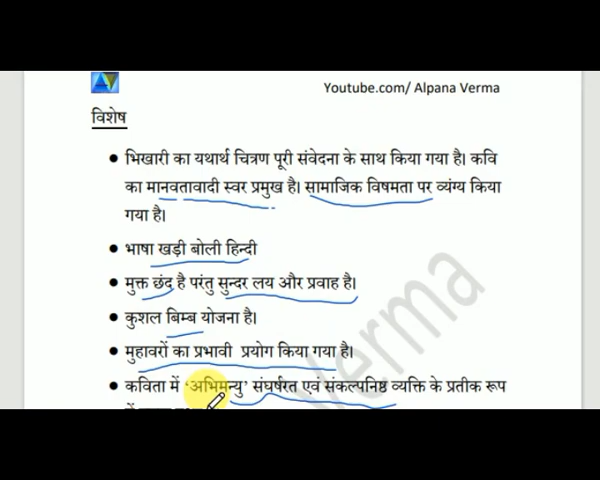 Youtube.com/ Alpana Verma
विशेष
भिखारी का यथार्थ चित्रण पूरी संवेदना के साथ किया गया है। कवि
का मानवतावादी स्वर प्रमुख है। सामाजिक विषमता पर व्यंग्य किया
गया है।
भाषा खड़ी बोली हिन्दी
मुक्त छंद है परंतु सुन्दर लय और प्रवाह है।
कुशल बिम्ब योजना है।
मुहावरों का प्रभावी प्रयोग किया गया है।
कविता में ‘अभिमन्यु’ संघर्षरत एवं संकल्पनिष्ठ व्यक्ति के प्रतीक रूप
Verma